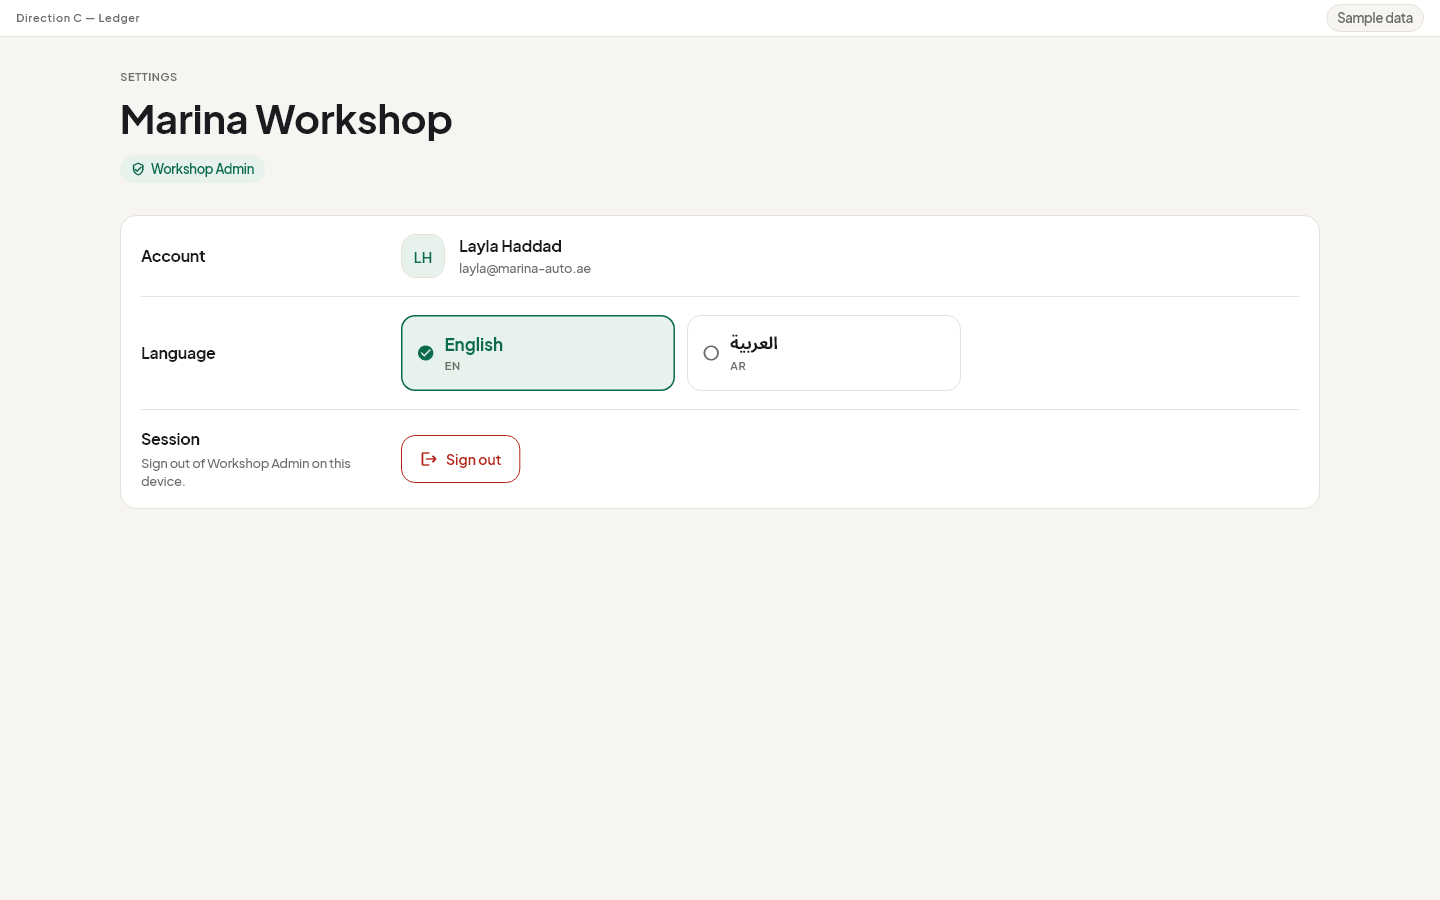 Direction C — Ledger
Sample data
SETTINGS
Marina Workshop
Workshop Admin
Account
LH
Layla Haddad
layla@marina-auto.ae
Language
English
EN
العربية
AR
Session
Sign out of Workshop Admin on this
device.
Sign out